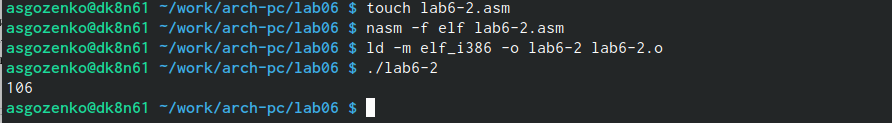 asgozenko@dk8n61 ~/work/arch-pc/lab06 $ touch lab6-2.asm
asgozenko@dk8n61 ~/work/arch-pc/lab06 $ nasm -f elf lab6-2.asm
asgozenko@dk8n61 ~/work/arch-pc/lab06 $ ld -m elf_i386 -o lab6-2 lab6-2.o
asgozenko@dk8n61 ~/work/arch-pc/lab06 $ ./lab6-2
106
asgozenko@dk8n61 ~/work/arch-pc/lab06 $